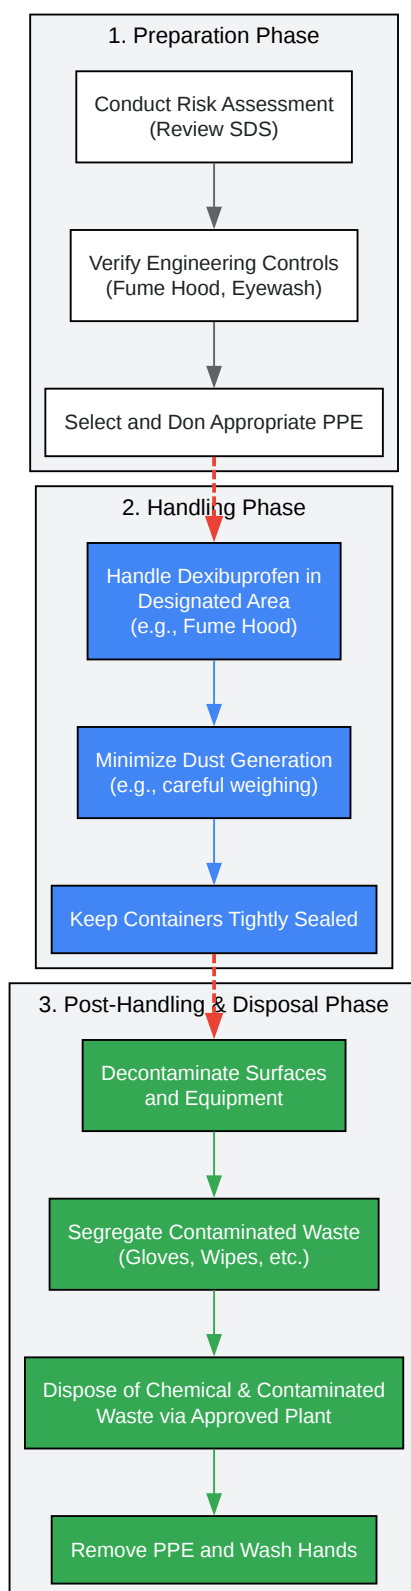 1. Preparation Phase
Conduct Risk Assessment
(Review SDS)
Verify Engineering Controls
(Fume Hood, Eyewash)
Select and Don Appropriate PPE
2. Handling Phase
Handle Dexibuprofen in
Designated Area
(e.g., Fume Hood)
Minimize Dust Generation
(e.g., careful weighing)
Keep Containers Tightly Sealed
3. Post-Handling & Disposal Phase
Decontaminate Surfaces
and Equipment
Segregate Contaminated Waste
(Gloves, Wipes, etc.)
Dispose of Chemical & Contaminated
Waste via Approved Plant
Remove PPE and Wash Hands